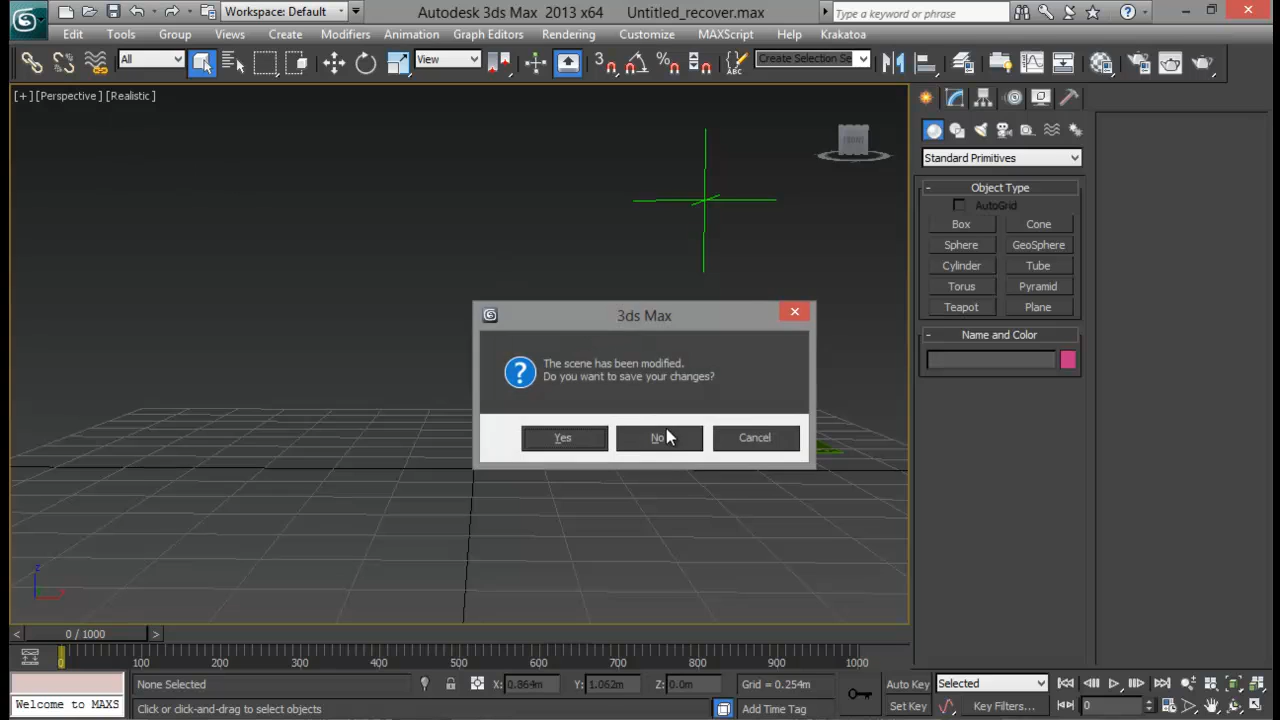 Workspace: Default
Autodesk 3ds Max 2013 x64 Untitled_recover.max
Type a keyword or phrase
Edit Tools Group Views Create Modifiers Animation Graph Editors Rendering Customize MAXScript Help Krakatoa
All
View
Create Selection Se
[+] [Perspective] [Realistic]
FRONT
Standard Primitives
Object Type
AutoGrid
Box Cone
Sphere GeoSphere
Cylinder Tube
Torus Pyramid
Teapot Plane
Name and Color
3ds Max
The scene has been modified.
Do you want to save your changes?
Yes No Cancel
z
x
< 0 / 1000 >
0 100 200 300 400 500 600 700 800 900 1000
None Selected X: 0.864m Y: 1.062m Z: 0.0m Grid = 0.254m Auto Key Selected
Welcome to MAXS Click or click-and-drag to select objects Add Time Tag Set Key Key Filters... 0